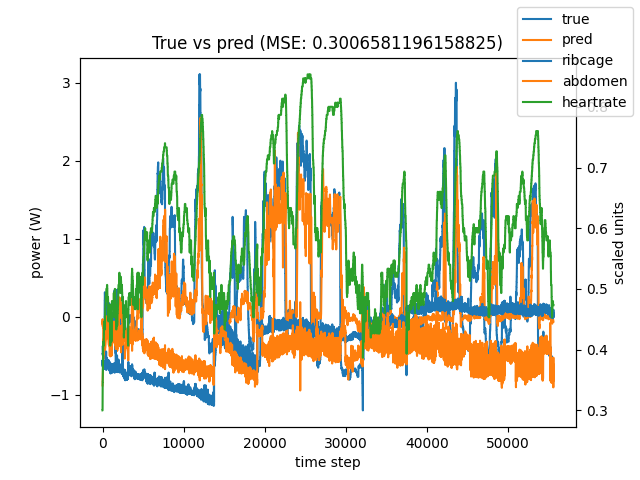 True vs pred (MSE: 0.3006581196158825)
true
pred
ribcage
abdomen
heartrate
power (W)
3
2
1
0
−1
0
10000
20000
30000
40000
50000
time step
0.7
0.6
0.5
0.4
0.3
scaled units